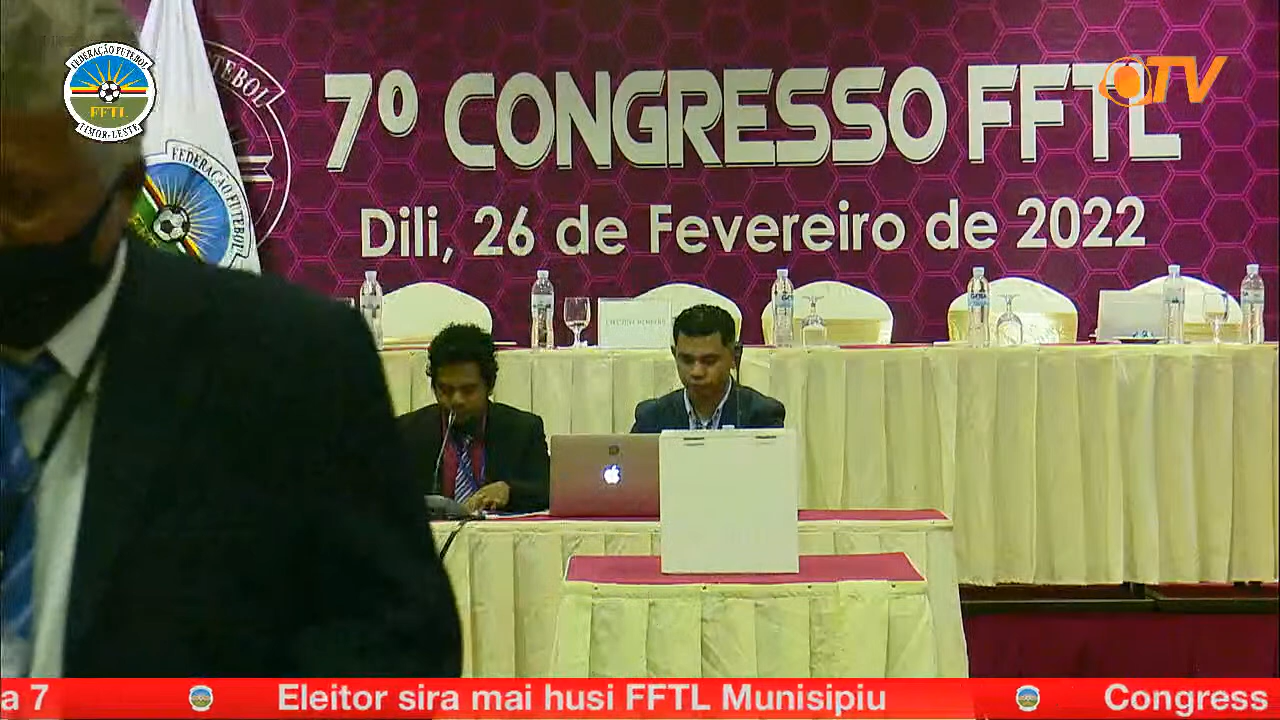 FEDERAÇÃO FUTEBOL
FFTL
TIMOR-LESTE
TEBOL
FEDERAÇÃO FUTEBOL
7º CONGRESSO FFTL
TV
Dili, 26 de Fevereiro de 2022
a 7
Eleitor sira mai husi FFTL Munisipiu
Congress